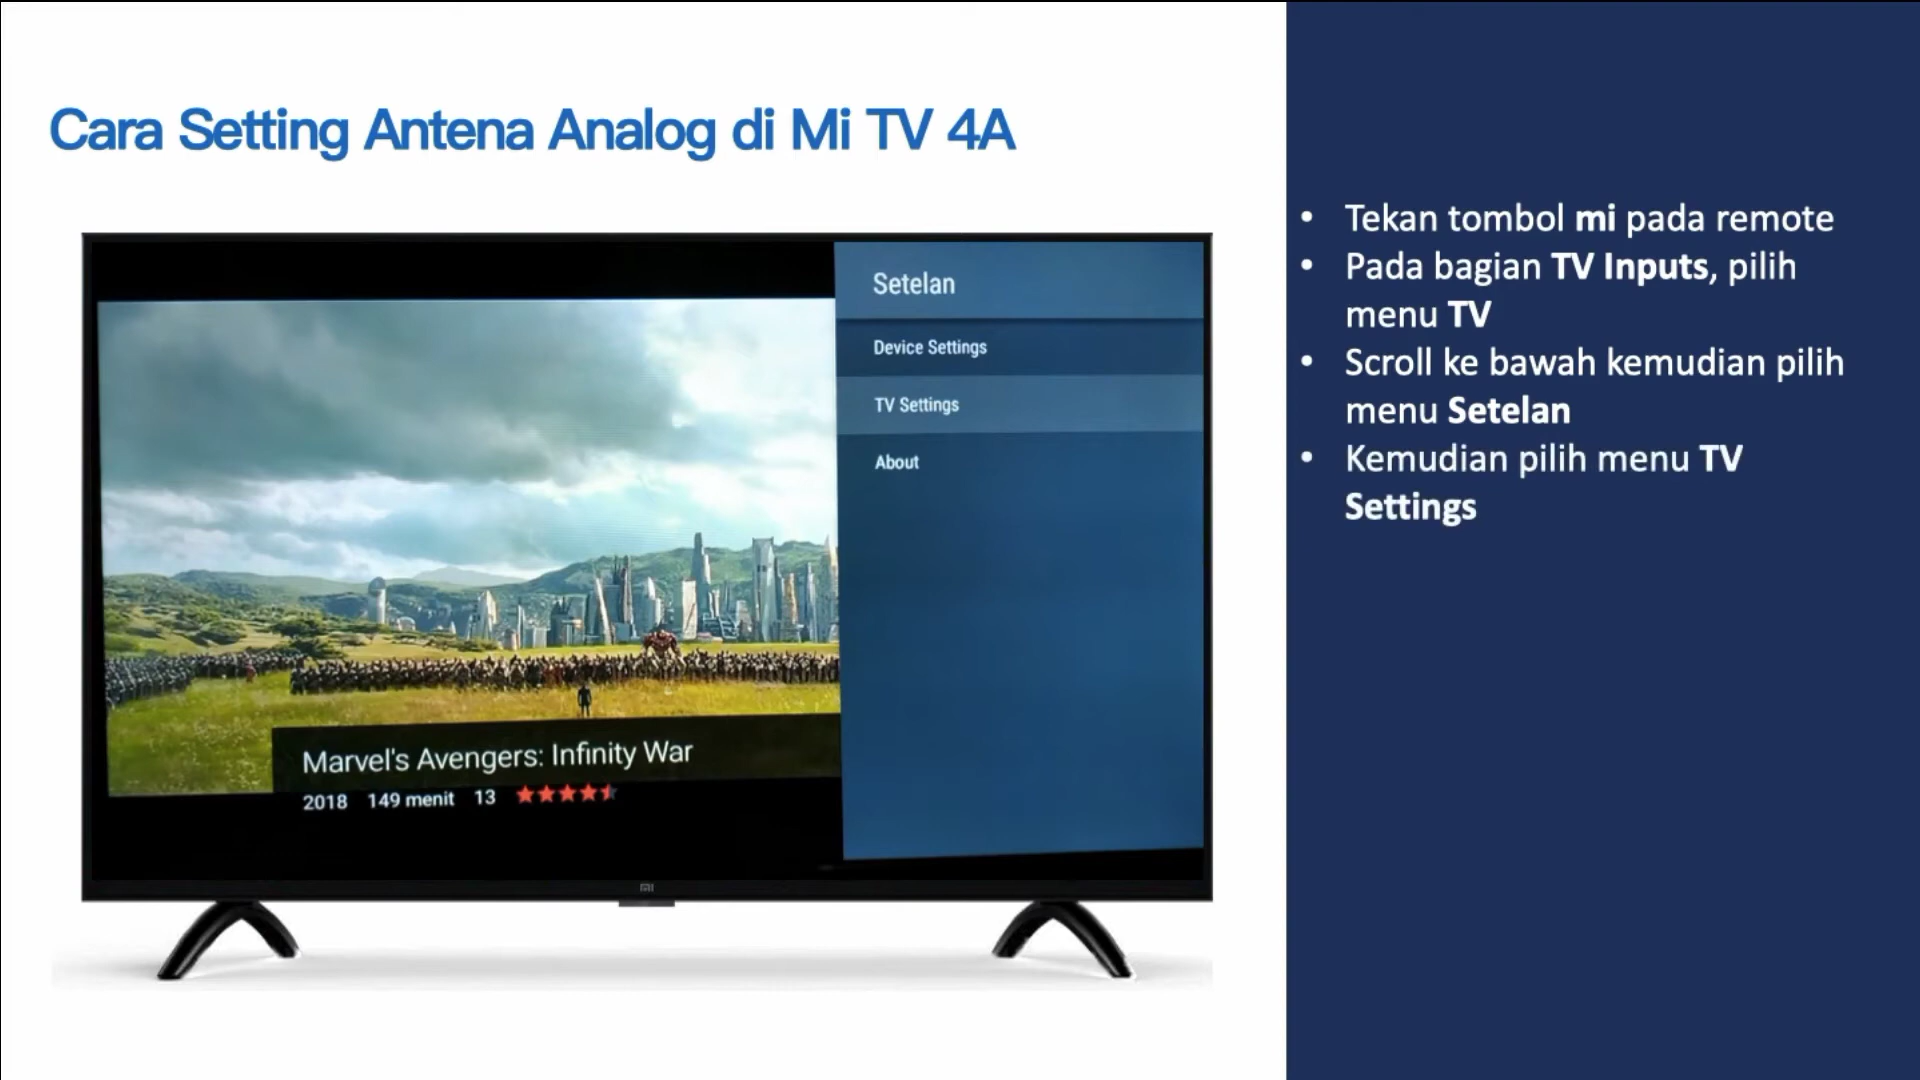 Cara Setting Antena Analog di Mi TV 4A
Setelan
Device Settings
TV Settings
About
Marvel's Avengers: Infinity War
2018 149 menit 13
mi
• Tekan tombol mi pada remote
• Pada bagian TV Inputs, pilih
menu TV
• Scroll ke bawah kemudian pilih
menu Setelan
• Kemudian pilih menu TV
Settings